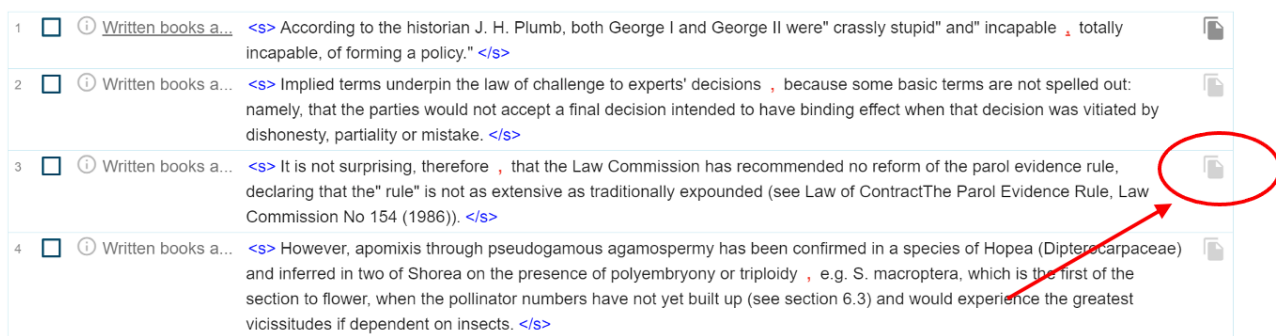 1 Written books a... <s> According to the historian J. H. Plumb, both George I and George II were" crassly stupid" and" incapable , totally
incapable, of forming a policy." </s>
2 Written books a... <s> Implied terms underpin the law of challenge to experts' decisions , because some basic terms are not spelled out:
namely, that the parties would not accept a final decision intended to have binding effect when that decision was vitiated by
dishonesty, partiality or mistake. </s>
3 Written books a... <s> It is not surprising, therefore , that the Law Commission has recommended no reform of the parol evidence rule,
declaring that the" rule" is not as extensive as traditionally expounded (see Law of ContractThe Parol Evidence Rule, Law
Commission No 154 (1986)). </s>
4 Written books a... <s> However, apomixis through pseudogamous agamospermy has been confirmed in a species of Hopea (Dipterocarpaceae)
and inferred in two of Shorea on the presence of polyembryony or triploidy , e.g. S. macroptera, which is the first of the
section to flower, when the pollinator numbers have not yet built up (see section 6.3) and would experience the greatest
vicissitudes if dependent on insects. </s>